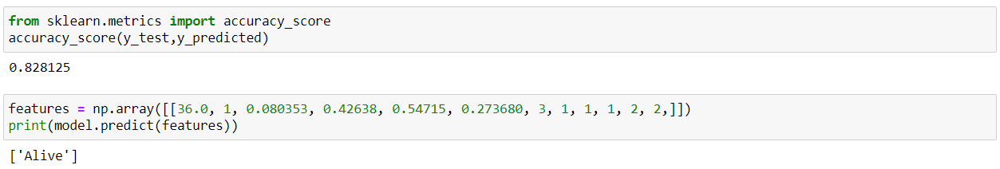 from sklearn.metrics import accuracy_score
accuracy_score(y_test,y_predicted)
0.828125
features = np.array([[36.0, 1, 0.080353, 0.42638, 0.54715, 0.273680, 3, 1, 1, 1, 2, 2,]])
print(model.predict(features))
['Alive']